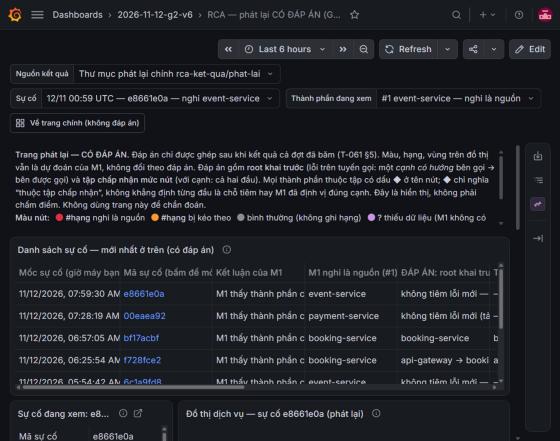 Dashboards › 2026-11-12-g2-v6 › RCA — phát lại CÓ ĐÁP ÁN (G...
Last 6 hours
Refresh
Edit
Nguồn kết quả Thư mục phát lại chính rca-ket-qua/phat-lai
Sự cố 12/11 00:59 UTC — e8661e0a — nghi event-service
Thành phần đang xem #1 event-service — nghi là nguồn
Về trang chính (không đáp án)
Trang phát lại — CÓ ĐÁP ÁN. Đáp án chỉ được ghép sau khi kết quả cả đợt đã băm (T-061 §5). Màu, hạng, vùng trên đồ thị
vẫn là dự đoán của M1, không đổi theo đáp án. Đáp án gồm root khai trước (lỗi trên tuyến gọi: một cạnh có hướng bên gọi →
bên được gọi) và tập chấp nhận mức nút (với cạnh: cả hai đầu). Mọi thành phần thuộc tập có dấu ◆ ở tên nút; ◆ chỉ nghĩa
“thuộc tập chấp nhận”, không khẳng định từng đầu là chỗ tiêm hay M1 đã định vị đúng cạnh. Đây là hiển thị, không phải
chấm điểm. Không dùng trang này để chẩn đoán.
Màu nút: #hạng nghi là nguồn #hạng bị kéo theo bình thường (không ghi hạng) ? thiếu dữ liệu (M1 không có
Danh sách sự cố — mới nhất ở trên (có đáp án)
Mốc sự cố (giờ máy bạn Mã sự cố (bấm để mở Kết luận của M1 M1 nghi là nguồn (#1) ĐÁP ÁN: root khai trư
11/12/2026, 07:59:30 AM e8661e0a M1 thấy thành phần c event-service không tiêm lỗi mới — —
11/12/2026, 07:28:19 AM 00eaea92 M1 thấy thành phần c payment-service không tiêm lỗi mới (tả
11/12/2026, 06:57:05 AM bf17acbf M1 thấy thành phần c booking-service booking-service
11/12/2026, 06:25:54 AM f728fce2 M1 thấy thành phần c booking-service api-gateway → booki
11/12/2026, 05:54:42 AM 6c1a9fd8 M1 thấy thành phần c event-service không tiêm lỗi mới —
Sự cố đang xem: e8...
Đồ thị dịch vụ — sự cố e8661e0a (phát lại)
Mã sự cố e8661e0a